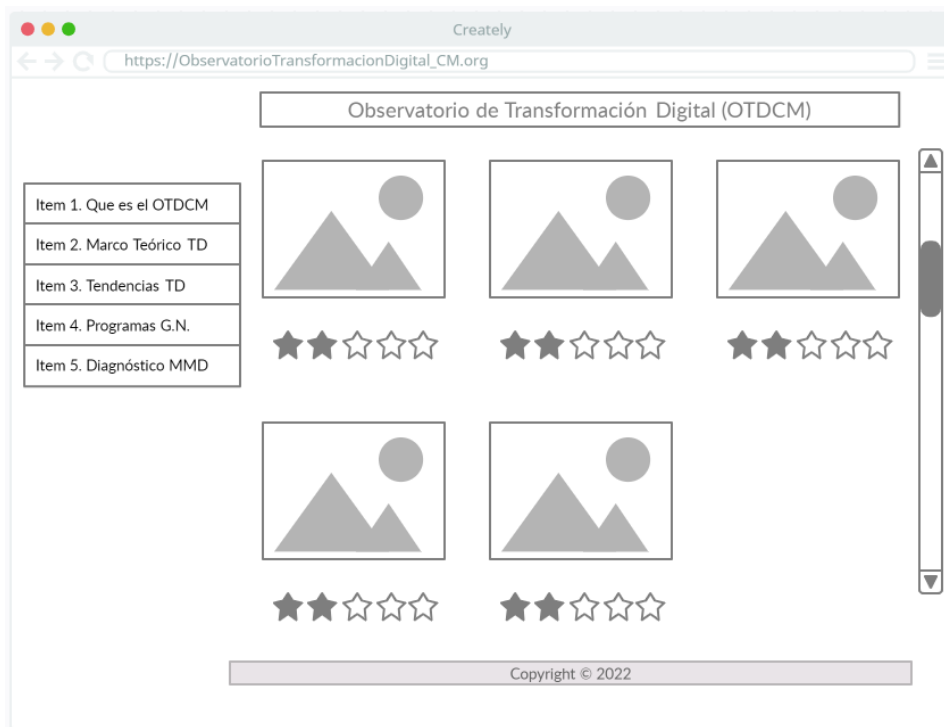 Creately
https://ObservatorioTransformacionDigital_CM.org
Observatorio de Transformación Digital (OTDCM)
Item 1. Que es el OTDCM
Item 2. Marco Teórico TD
Item 3. Tendencias TD
Item 4. Programas G.N.
Item 5. Diagnóstico MMD
Copyright © 2022